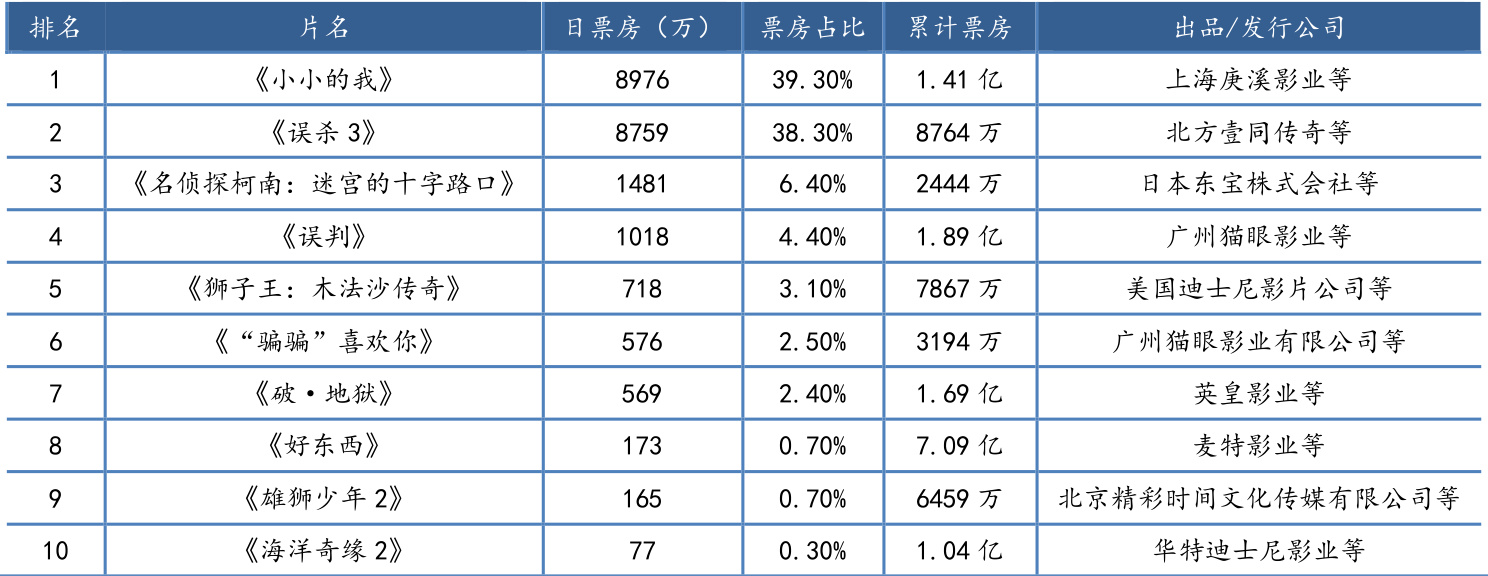 排名 片名 日票房（万） 票房占比 累计票房 出品/发行公司
1 《小小的我》 8976 39.30% 1.41 亿 上海庚溪影业等
2 《误杀 3》 8759 38.30% 8764 万 北方壹同传奇等
3 《名侦探柯南：迷宫的十字路口》 1481 6.40% 2444 万 日本东宝株式会社等
4 《误判》 1018 4.40% 1.89 亿 广州猫眼影业等
5 《狮子王：木法沙传奇》 718 3.10% 7867 万 美国迪士尼影片公司等
6 《“骗骗”喜欢你》 576 2.50% 3194 万 广州猫眼影业有限公司等
7 《破·地狱》 569 2.40% 1.69 亿 英皇影业等
8 《好东西》 173 0.70% 7.09 亿 麦特影业等
9 《雄狮少年 2》 165 0.70% 6459 万 北京精彩时间文化传媒有限公司等
10 《海洋奇缘 2》 77 0.30% 1.04 亿 华特迪士尼影业等